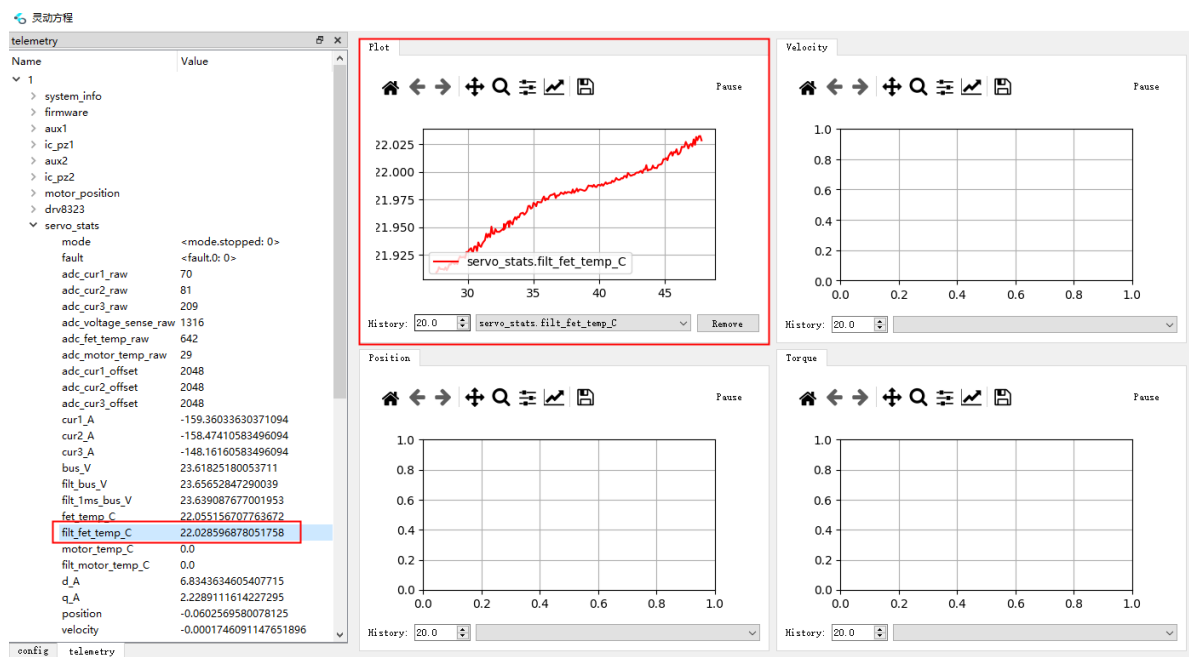 灵动方程
telemetry
Name Value
1
system_info
firmware
aux1
ic_pz1
aux2
ic_pz2
motor_position
drv8323
servo_stats
mode <mode.stopped: 0>
fault <fault.0: 0>
adc_cur1_raw 70
adc_cur2_raw 81
adc_cur3_raw 209
adc_voltage_sense_raw 1316
adc_fet_temp_raw 642
adc_motor_temp_raw 29
adc_cur1_offset 2048
adc_cur2_offset 2048
adc_cur3_offset 2048
cur1_A -159.36033630371094
cur2_A -158.47410583496094
cur3_A -148.16160583496094
bus_V 23.61825180053711
filt_bus_V 23.65652847290039
filt_1ms_bus_V 23.639087677001953
fet_temp_C 22.055156707763672
filt_fet_temp_C 22.028596878051758
motor_temp_C 0.0
filt_motor_temp_C 0.0
d_A 6.8343634605407715
q_A 2.2289111614227295
position -0.0602569580078125
velocity -0.0001746091147651896
config telemetry
Plot
Pause
22.025
22.000
21.975
21.950
21.925
servo_stats.filt_fet_temp_C
30 35 40 45
History: 20.0 servo_stats.filt_fet_temp_C Remove
Velocity
Pause
1.0
0.8
0.6
0.4
0.2
0.0
0.0 0.2 0.4 0.6 0.8 1.0
History: 20.0
Position
Pause
1.0
0.8
0.6
0.4
0.2
0.0
0.0 0.2 0.4 0.6 0.8 1.0
History: 20.0
Torque
Pause
1.0
0.8
0.6
0.4
0.2
0.0
0.0 0.2 0.4 0.6 0.8 1.0
History: 20.0